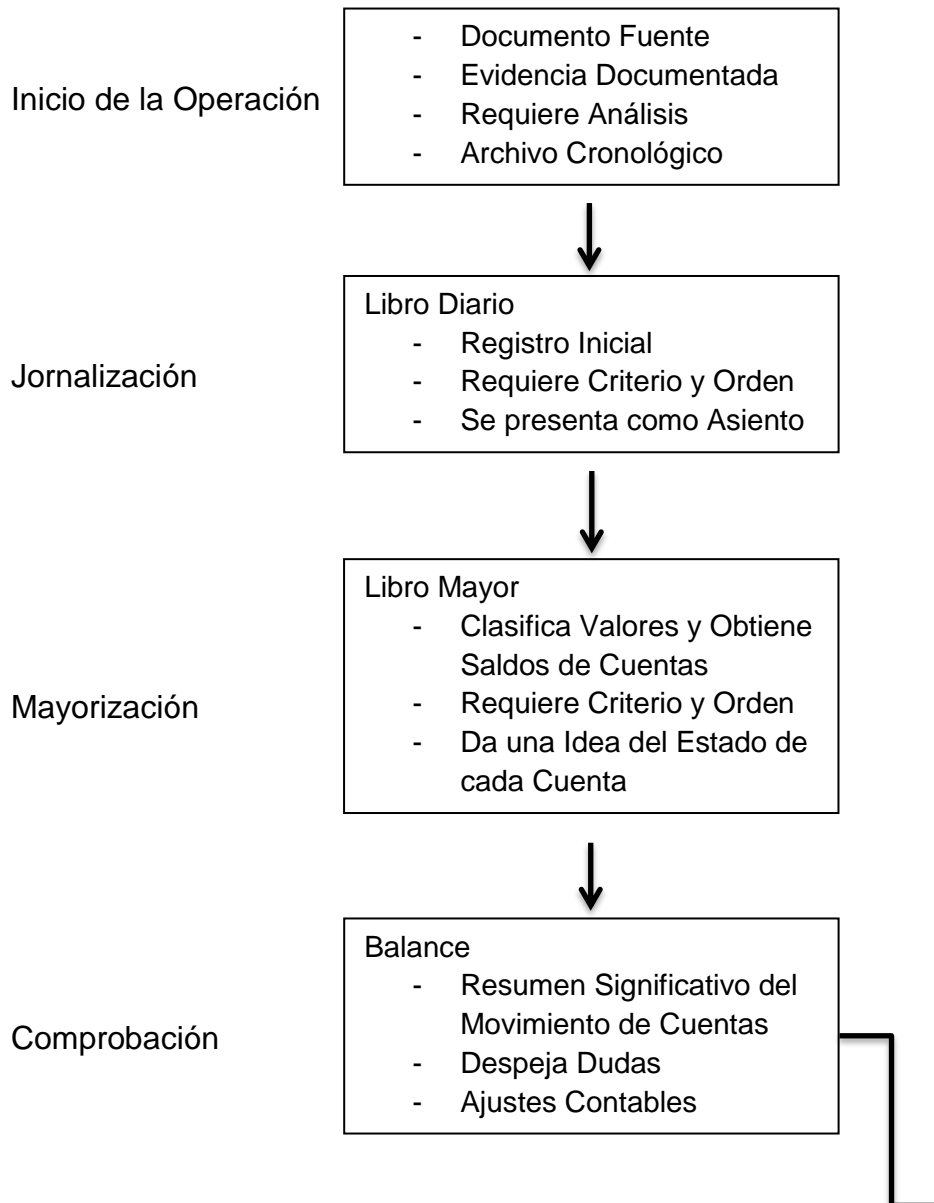 Inicio de la Operación
- Documento Fuente
- Evidencia Documentada
- Requiere Análisis
- Archivo Cronológico
Jornalización
Libro Diario
- Registro Inicial
- Requiere Criterio y Orden
- Se presenta como Asiento
Mayorización
Libro Mayor
- Clasifica Valores y Obtiene
Saldos de Cuentas
- Requiere Criterio y Orden
- Da una Idea del Estado de
cada Cuenta
Comprobación
Balance
- Resumen Significativo del
Movimiento de Cuentas
- Despeja Dudas
- Ajustes Contables